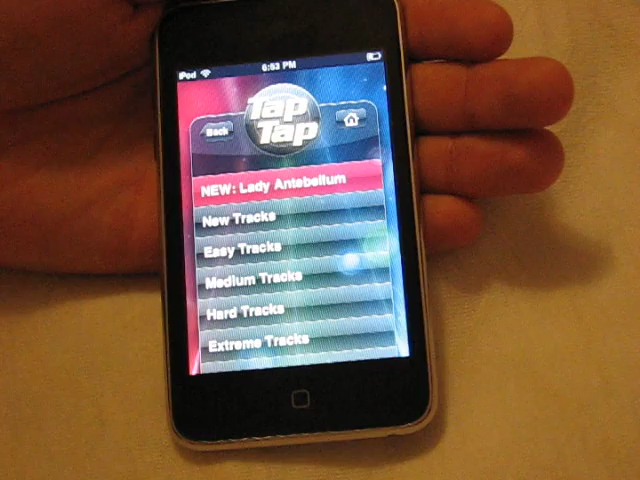 iPod 6:53 PM
Tap
Tap
Back
NEW: Lady Antebellum
New Tracks
Easy Tracks
Medium Tracks
Hard Tracks
Extreme Tracks